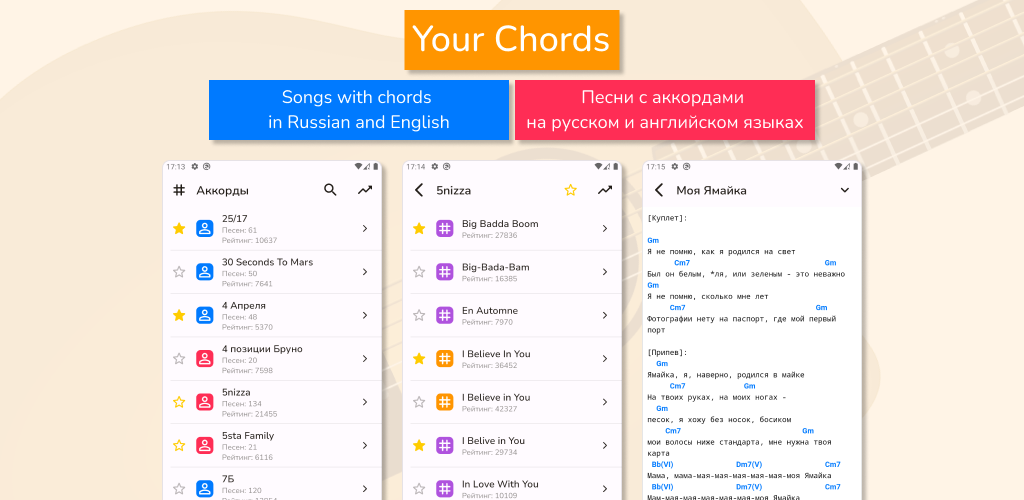 Your Chords
Songs with chords
in Russian and English
Песни с аккордами
на русском и английском языках
17:13
Аккорды
25/17
Песен: 61
Рейтинг: 10637
30 Seconds To Mars
Песен: 50
Рейтинг: 7641
4 Апреля
Песен: 48
Рейтинг: 5370
4 позиции Бруно
Песен: 20
Рейтинг: 7598
5nizza
Песен: 134
Рейтинг: 21455
5sta Family
Песен: 21
Рейтинг: 6116
7Б
Песен: 120
17:14
5nizza
Big Badda Boom
Рейтинг: 27836
Big-Bada-Bam
Рейтинг: 16385
En Automne
Рейтинг: 7970
I Believe In You
Рейтинг: 36452
I Believe in You
Рейтинг: 42327
I Belive in You
Рейтинг: 29734
In Love With You
Рейтинг: 10109
17:15
Моя Ямайка
[Куплет]:
Gm
Я не помню, как я родился на свет
Cm7 Gm
Был он белым, *ля, или зеленым - это неважно
Gm
Я не помню, сколько мне лет
Cm7 Gm
Фотографии нету на паспорт, где мой первый
порт
[Припев]:
Gm
Ямайка, я, наверно, родился в майке
Cm7 Gm
На твоих руках, на моих ногах -
Gm
песок, я хожу без носок, босиком
Cm7 Gm
мои волосы ниже стандарта, мне нужна твоя
карта
Bb(VI) Dm7(V) Cm7
Мама, мама-мая-мая-мая-мая-моя Ямайка
Bb(VI) Dm7(V) Cm7
Мам-мая-мая-мая-мая-моя Ямайка